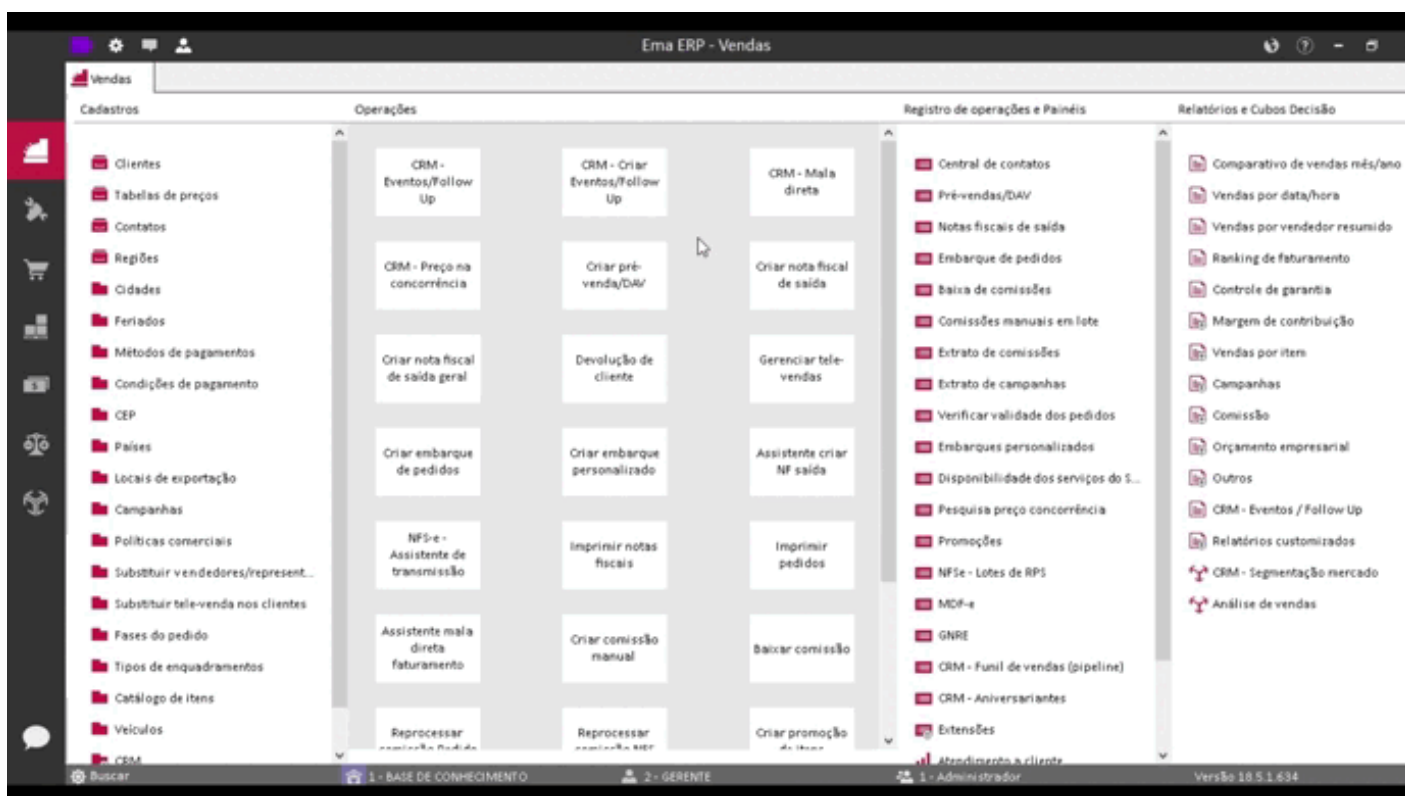 Ema ERP - Vendas
Vendas
Cadastros
Operações
Registro de operações e Painéis
Relatórios e Cubos Decisão
Clientes
Tabelas de preços
Contatos
Regiões
Cidades
Feriados
Métodos de pagamentos
Condições de pagamento
CEP
Países
Locais de exportação
Campanhas
Políticas comerciais
Substituir vendedores/represent...
Substituir tele-venda nos clientes
Fases do pedido
Tipos de enquadramentos
Catálogo de itens
Veículos
CRM
CRM -
Eventos/Follow
Up
CRM - Criar
Eventos/Follow
Up
CRM - Mala
direta
CRM - Preço na
concorrência
Criar pré-
venda/DAV
Criar nota fiscal
de saída
Criar nota fiscal
de saída geral
Devolução de
cliente
Gerenciar tele-
vendas
Criar embarque
de pedidos
Criar embarque
personalizado
Assistente criar
NF saída
NFS-e -
Assistente de
transmissão
Imprimir notas
fiscais
Imprimir
pedidos
Assistente mala
direta
faturamento
Criar comissão
manual
Baixar comissão
Reprocessar
comissão Pedido
Reprocessar
comissão NFS
Criar promoção
de itens
Central de contatos
Pré-vendas/DAV
Notas fiscais de saída
Embarque de pedidos
Baixa de comissões
Comissões manuais em lote
Extrato de comissões
Extrato de campanhas
Verificar validade dos pedidos
Embarques personalizados
Disponibilidade dos serviços do S...
Pesquisa preço concorrência
Promoções
NFSe - Lotes de RPS
MDF-e
GNRE
CRM - Funil de vendas (pipeline)
CRM - Aniversariantes
Extensões
Atendimento a cliente
Comparativo de vendas mês/ano
Vendas por data/hora
Vendas por vendedor resumido
Ranking de faturamento
Controle de garantia
Margem de contribuição
Vendas por item
Campanhas
Comissão
Orçamento empresarial
Outros
CRM - Eventos / Follow Up
Relatórios customizados
CRM - Segmentação mercado
Análise de vendas
Buscar
1 - BASE DE CONHECIMENTO
2 - GERENTE
1 - Administrador
Versão 18.5.1.634